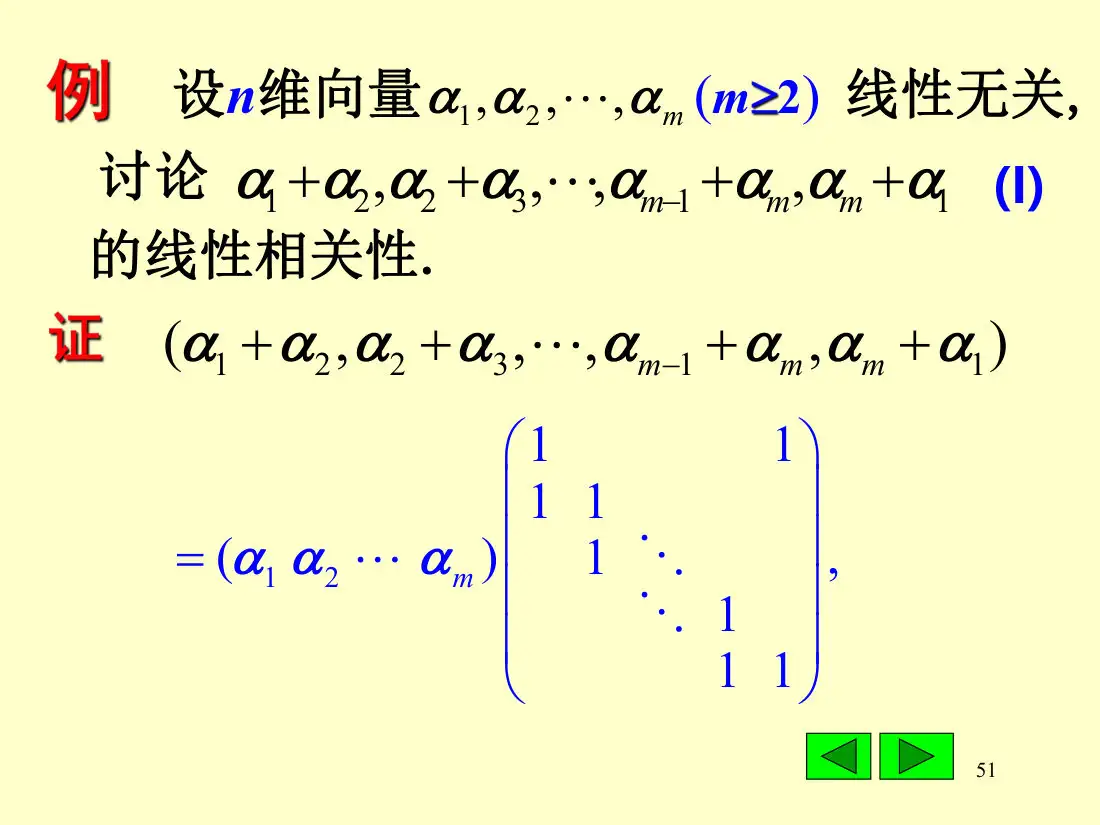 例 设n维向量α₁,α₂,⋯,αₘ(m≥2) 线性无关,
讨论 α₁+α₂,α₂+α₃,⋯,αₘ₋₁+αₘ,αₘ+α₁ (I)
的线性相关性.
证 (α₁+α₂,α₂+α₃,⋯,αₘ₋₁+αₘ,αₘ+α₁)
1 1
1 1
=(α₁ α₂ ⋯ αₘ) 1 ⋱ ,
⋱ 1
1 1
51